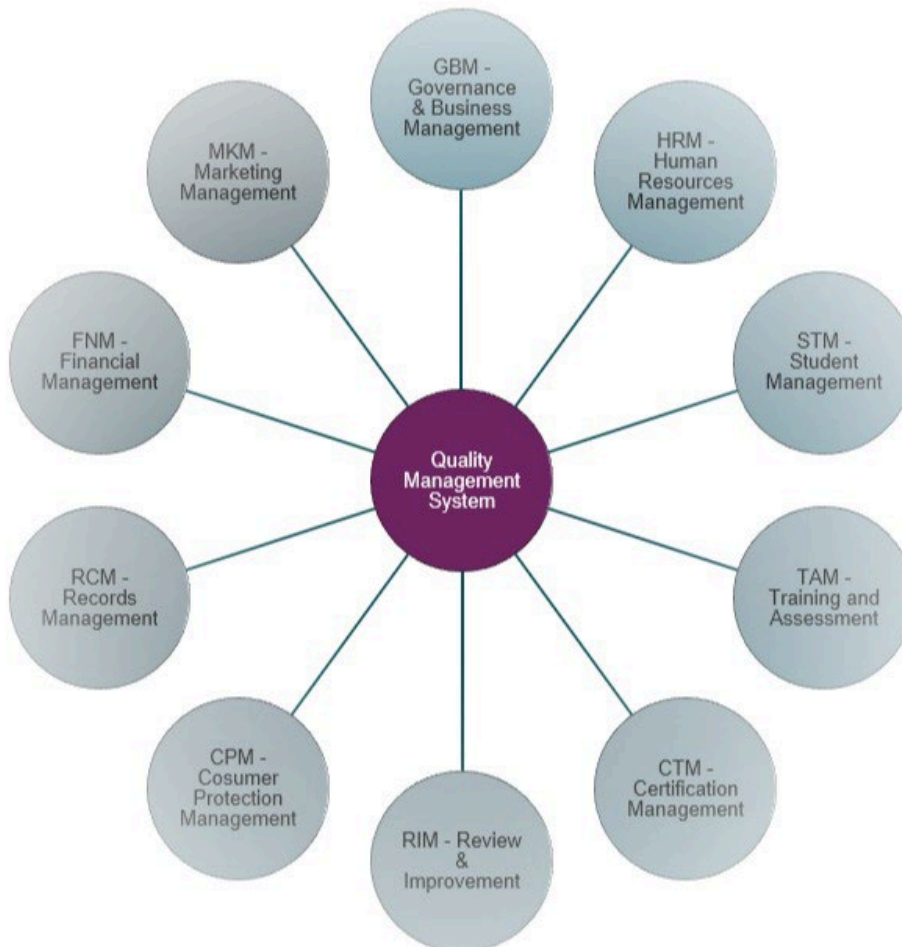 GBM -
Governance
& Business
Management
HRM -
Human
Resources
Management
STM -
Student
Management
TAM -
Training and
Assessment
CTM -
Certification
Management
RIM - Review
&
Improvement
CPM -
Cosumer
Protection
Management
RCM -
Records
Management
FNM -
Financial
Management
MKM -
Marketing
Management
Quality
Management
System